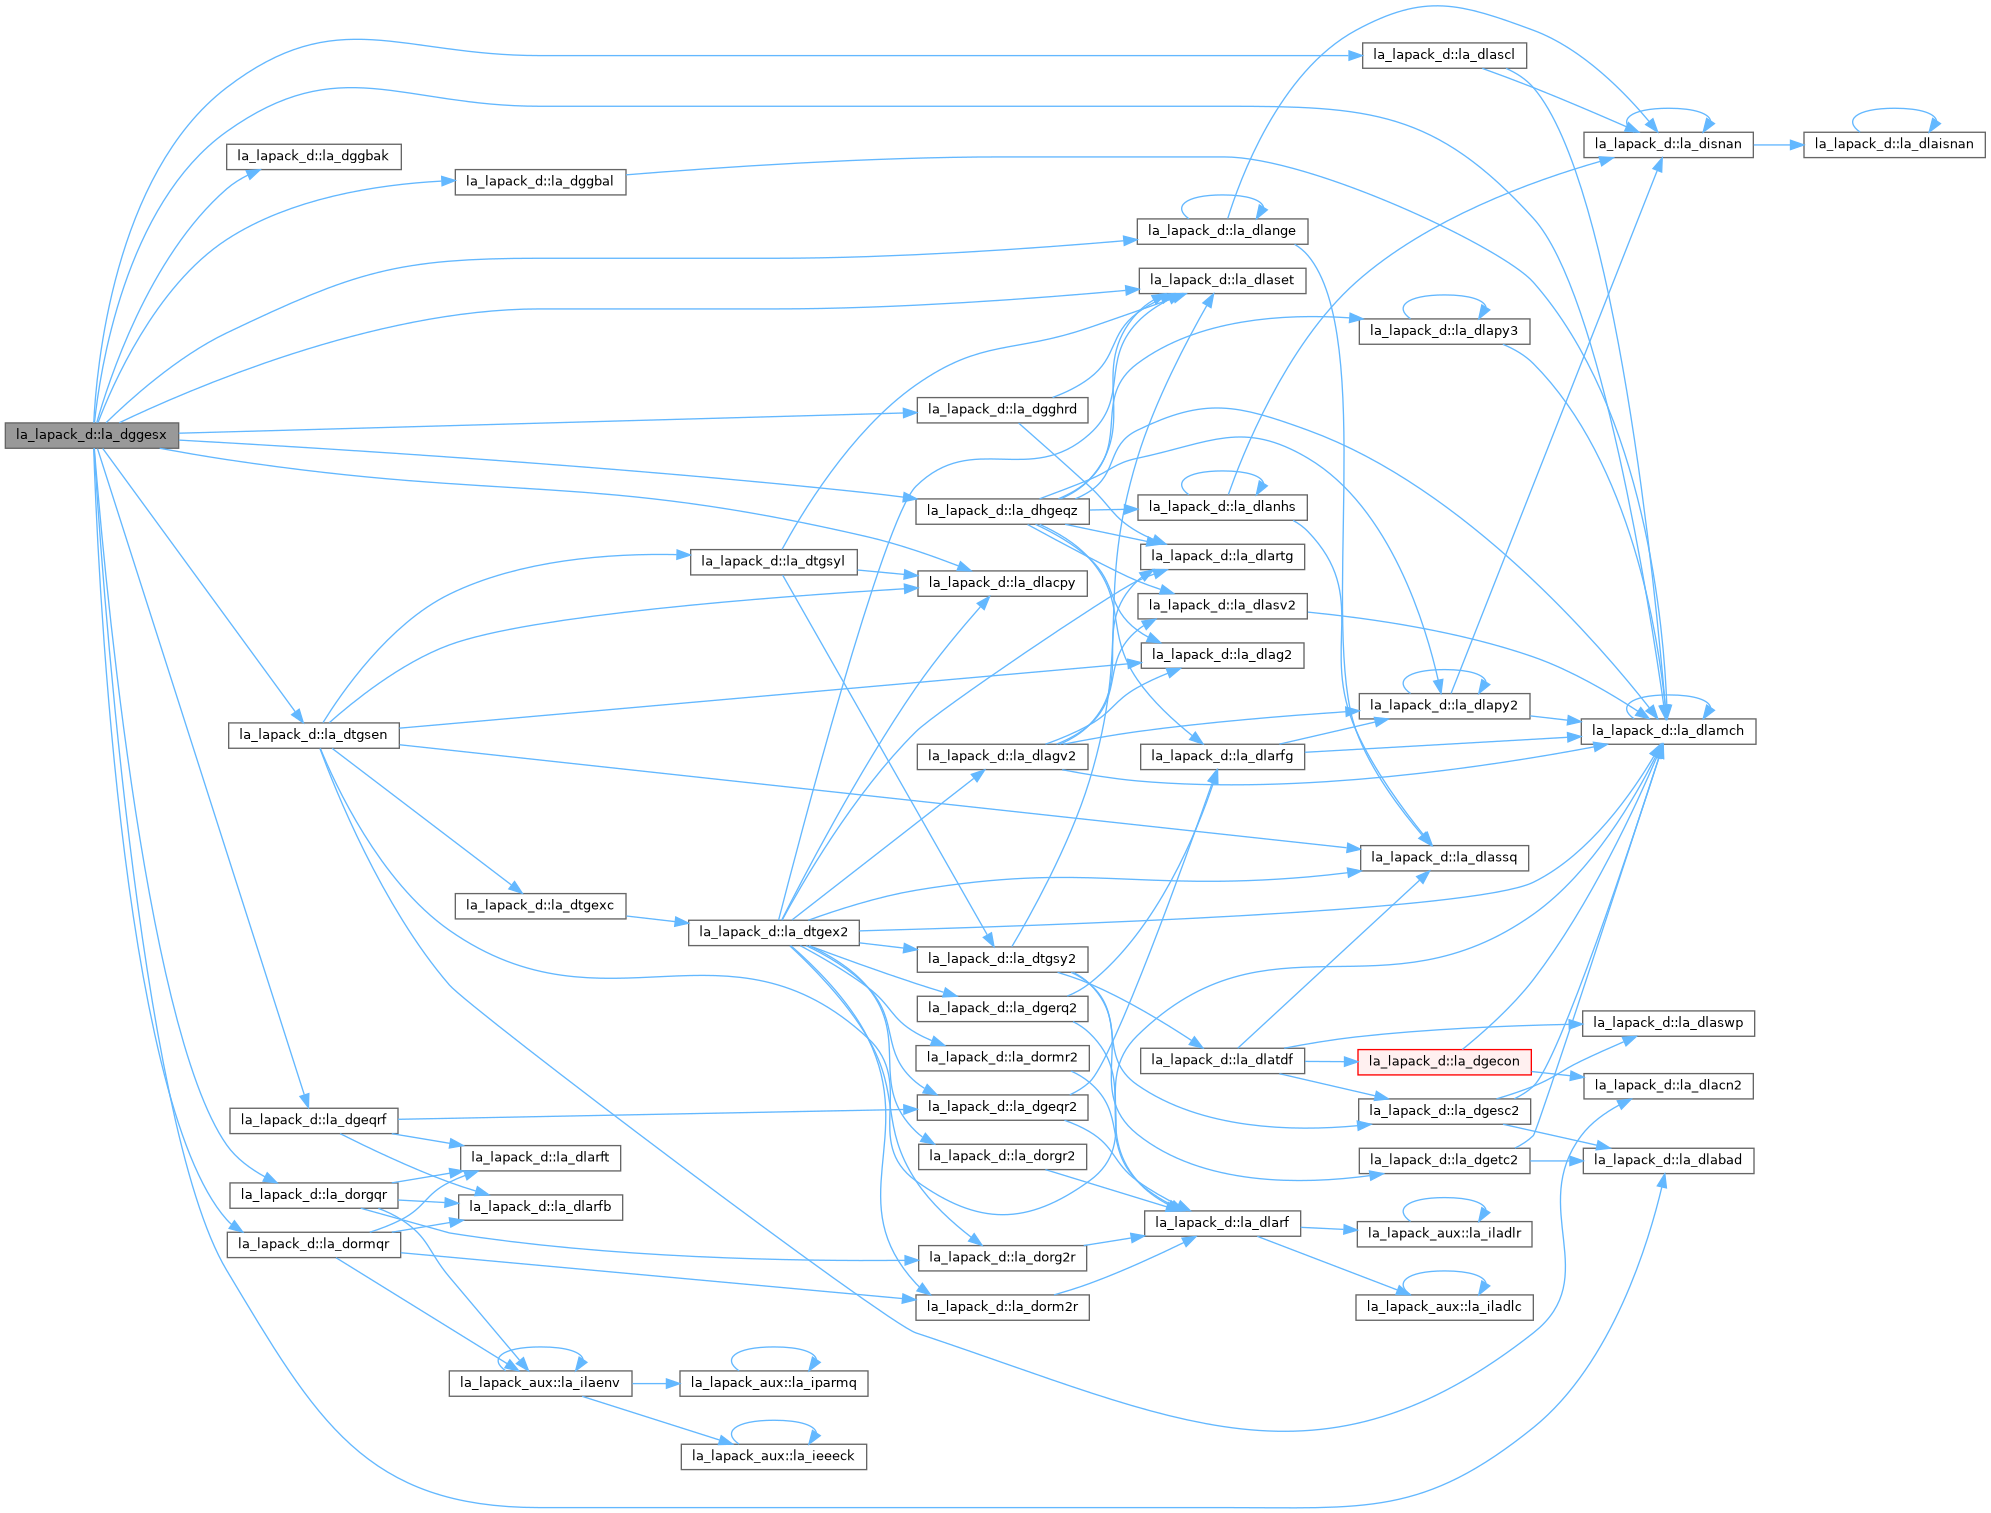 la_lapack_d::la_dlascl
la_lapack_d::la_disnan
la_lapack_d::la_dlaisnan
la_lapack_d::la_dggbak
la_lapack_d::la_dggbal
la_lapack_d::la_dlange
la_lapack_d::la_dlaset
la_lapack_d::la_dlapy3
la_lapack_d::la_dgghrd
la_lapack_d::la_dggesx
la_lapack_d::la_dhgeqz
la_lapack_d::la_dlanhs
la_lapack_d::la_dlartg
la_lapack_d::la_dtgsyl
la_lapack_d::la_dlacpy
la_lapack_d::la_dlasv2
la_lapack_d::la_dlag2
la_lapack_d::la_dlapy2
la_lapack_d::la_dtgsen
la_lapack_d::la_dlamch
la_lapack_d::la_dlagv2
la_lapack_d::la_dlarfg
la_lapack_d::la_dlassq
la_lapack_d::la_dtgexc
la_lapack_d::la_dtgex2
la_lapack_d::la_dtgsy2
la_lapack_d::la_dgerq2
la_lapack_d::la_dlaswp
la_lapack_d::la_dormr2
la_lapack_d::la_dlatdf
la_lapack_d::la_dgecon
la_lapack_d::la_dlacn2
la_lapack_d::la_dgeqr2
la_lapack_d::la_dgesc2
la_lapack_d::la_dgeqrf
la_lapack_d::la_dlarft
la_lapack_d::la_dorgr2
la_lapack_d::la_dgetc2
la_lapack_d::la_dlabad
la_lapack_d::la_dorgqr
la_lapack_d::la_dlarfb
la_lapack_d::la_dlarf
la_lapack_aux::la_iladlr
la_lapack_d::la_dormqr
la_lapack_d::la_dorg2r
la_lapack_d::la_dorm2r
la_lapack_aux::la_iladlc
la_lapack_aux::la_ilaenv
la_lapack_aux::la_iparmq
la_lapack_aux::la_ieeeck